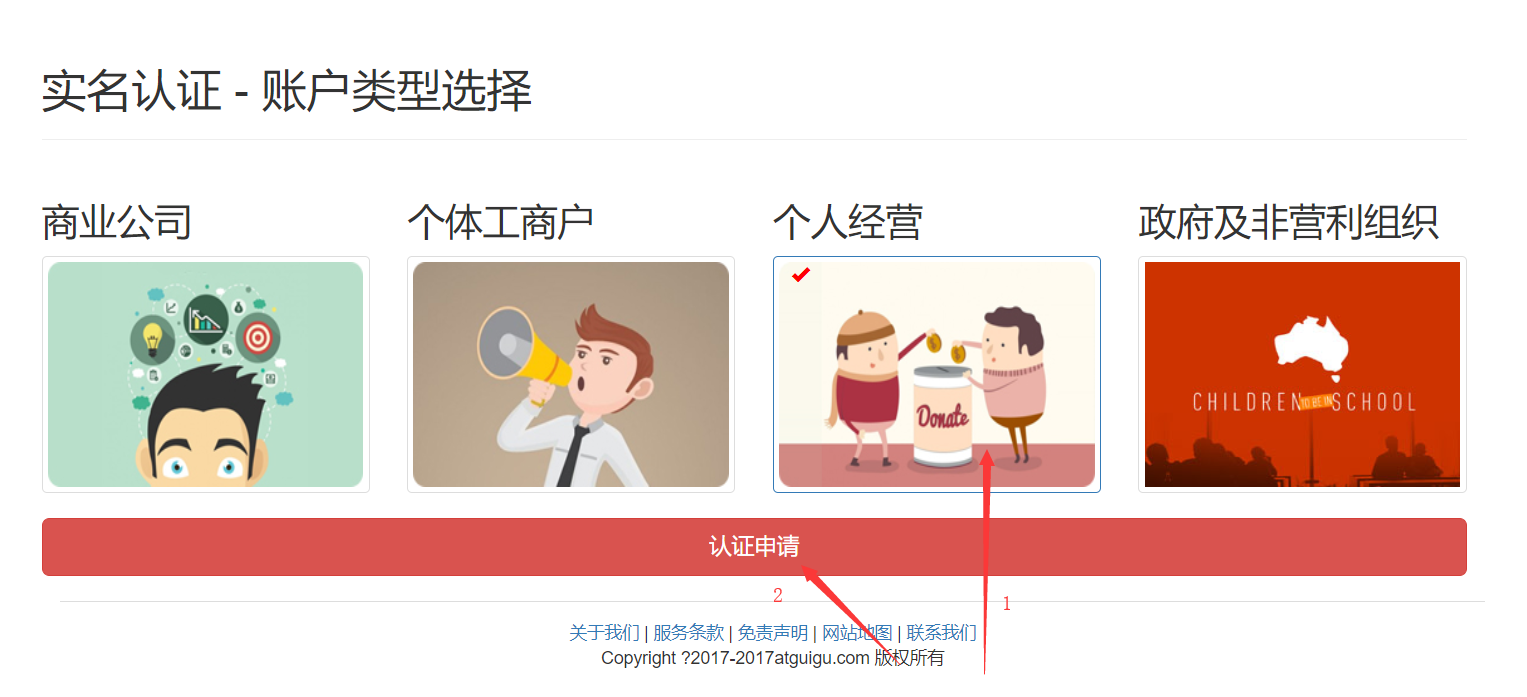 实名认证 - 账户类型选择
商业公司 个体工商户 个人经营 政府及非营利组织
Donate
CHILDREN TO BE IN SCHOOL
认证申请
2
1
关于我们 | 服务条款 | 免责声明 | 网站地图 | 联系我们
Copyright ?2017-2017atguigu.com 版权所有